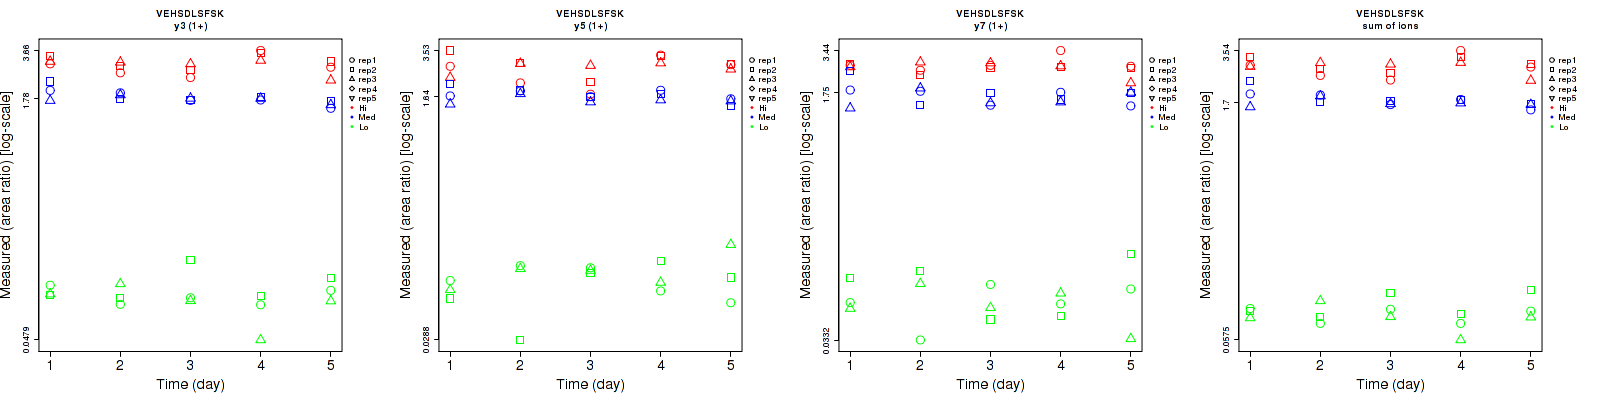 VEHSDLSFSK
y3 (1+)
Measured (area ratio) [log-scale]
3.66
1.78
0.0479
1 2 3 4 5
Time (day)
rep1
rep2
rep3
rep4
rep5
Hi
Med
Lo
VEHSDLSFSK
y5 (1+)
Measured (area ratio) [log-scale]
3.53
1.64
0.0288
1 2 3 4 5
Time (day)
rep1
rep2
rep3
rep4
rep5
Hi
Med
Lo
VEHSDLSFSK
y7 (1+)
Measured (area ratio) [log-scale]
3.44
1.75
0.0332
1 2 3 4 5
Time (day)
rep1
rep2
rep3
rep4
rep5
Hi
Med
Lo
VEHSDLSFSK
sum of ions
Measured (area ratio) [log-scale]
3.54
1.7
0.0575
1 2 3 4 5
Time (day)
rep1
rep2
rep3
rep4
rep5
Hi
Med
Lo